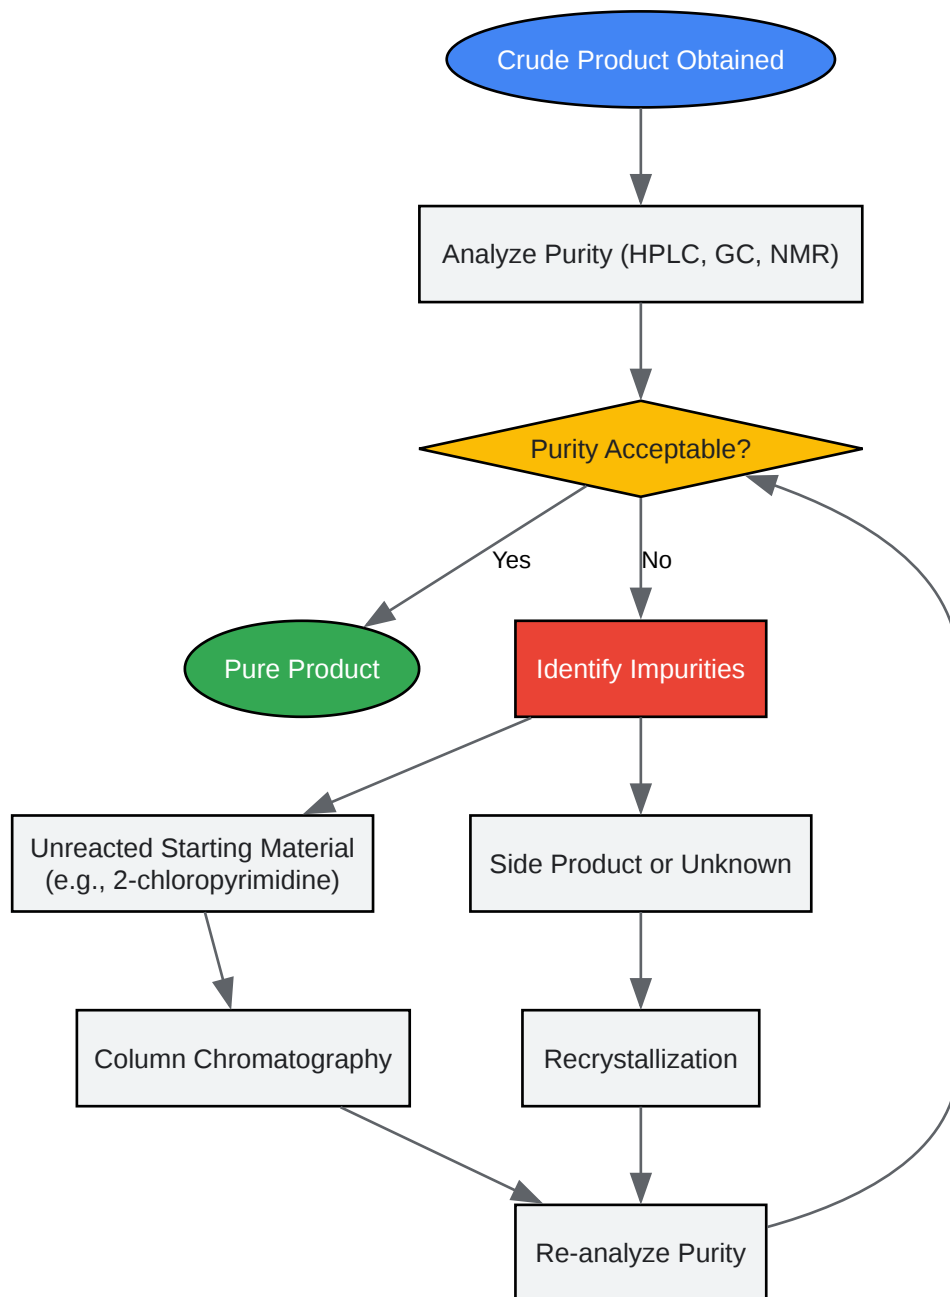 Crude Product Obtained
Analyze Purity (HPLC, GC, NMR)
Purity Acceptable?
Yes
No
Pure Product
Identify Impurities
Unreacted Starting Material
(e.g., 2-chloropyrimidine)
Side Product or Unknown
Column Chromatography
Recrystallization
Re-analyze Purity